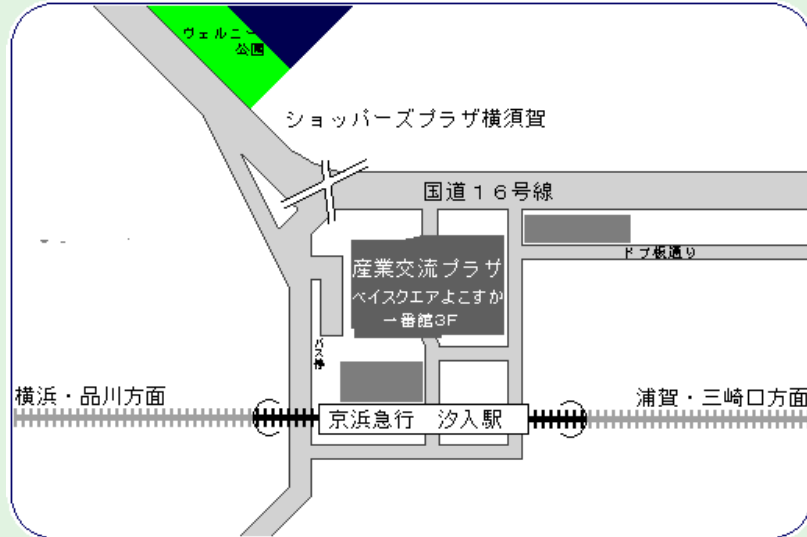 ヴェルニー
公園
ショッパーズプラザ横須賀
国道１６号線
ドブ板通り
産業交流プラザ
ベイスクエアよこすか
一番館3F
バス停
横浜・品川方面
浦賀・三崎口方面
京浜急行　汐入駅